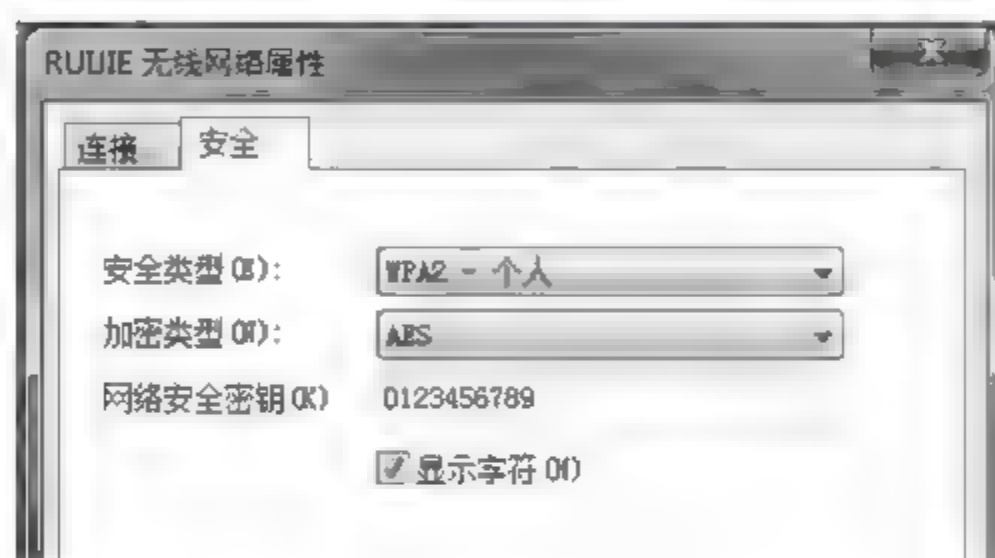 RUIJIE 无线网络属性
连接 安全
安全类型(E): WPA2 - 个人
加密类型(N): AES
网络安全密钥(K) 0123456789
显示字符(H)